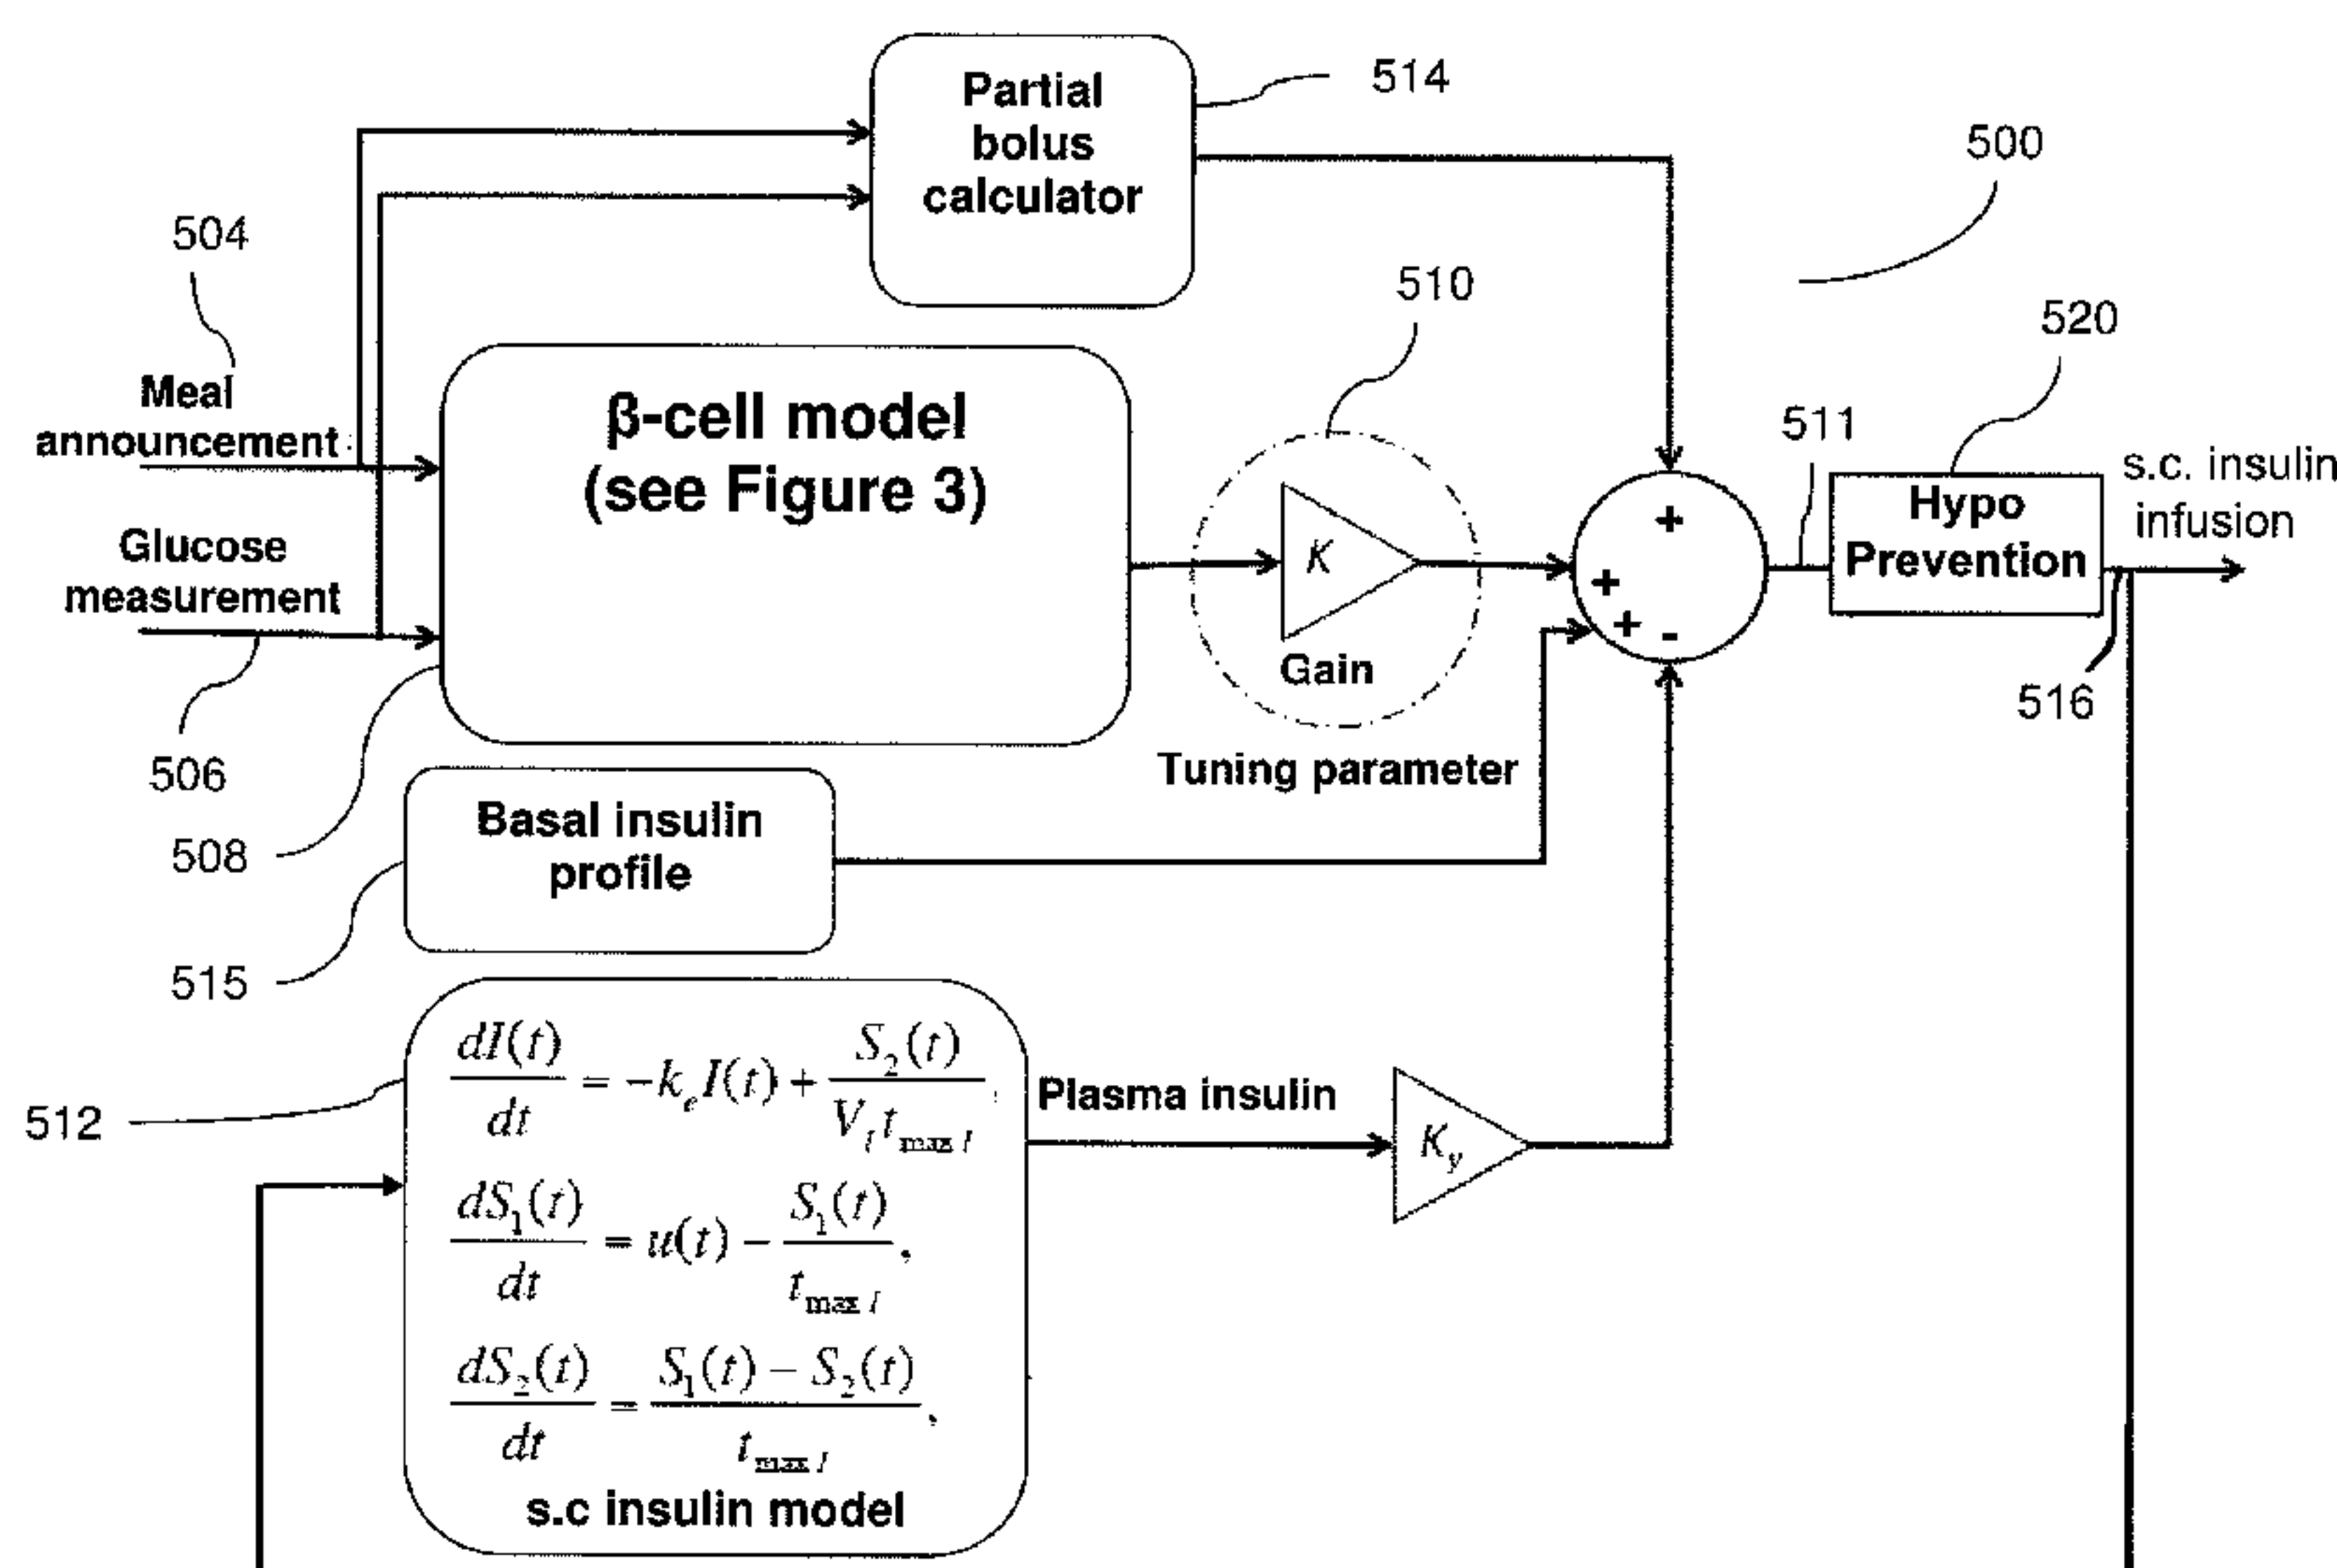 Partial
bolus
calculator
514
500
504
510
520
Meal
announcement
β-cell model
(see Figure 3)
511
s.c. insulin
infusion
Hypo
Prevention
K
+
+
+ -
Glucose
measurement
Gain
516
506
Tuning parameter
508
Basal insulin
profile
515
dI(t)/dt = -k_e I(t) + S_2(t)/(V_I t_max I),
Plasma insulin
512
K_y
dS_1(t)/dt = u(t) - S_1(t)/t_max I,
dS_2(t)/dt = (S_1(t) - S_2(t))/t_max I,
s.c insulin model